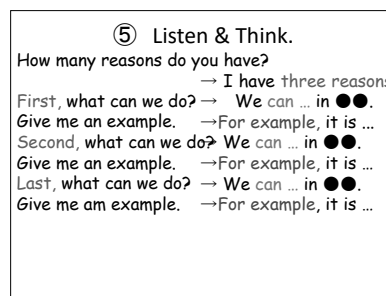 ⑤ Listen & Think.
How many reasons do you have?
→ I have three reasons
First, what can we do? → We can ... in ●●.
Give me an example. →For example, it is ...
Second, what can we do? → We can ... in ●●.
Give me an example. →For example, it is ...
Last, what can we do? → We can ... in ●●.
Give me am example. →For example, it is ...